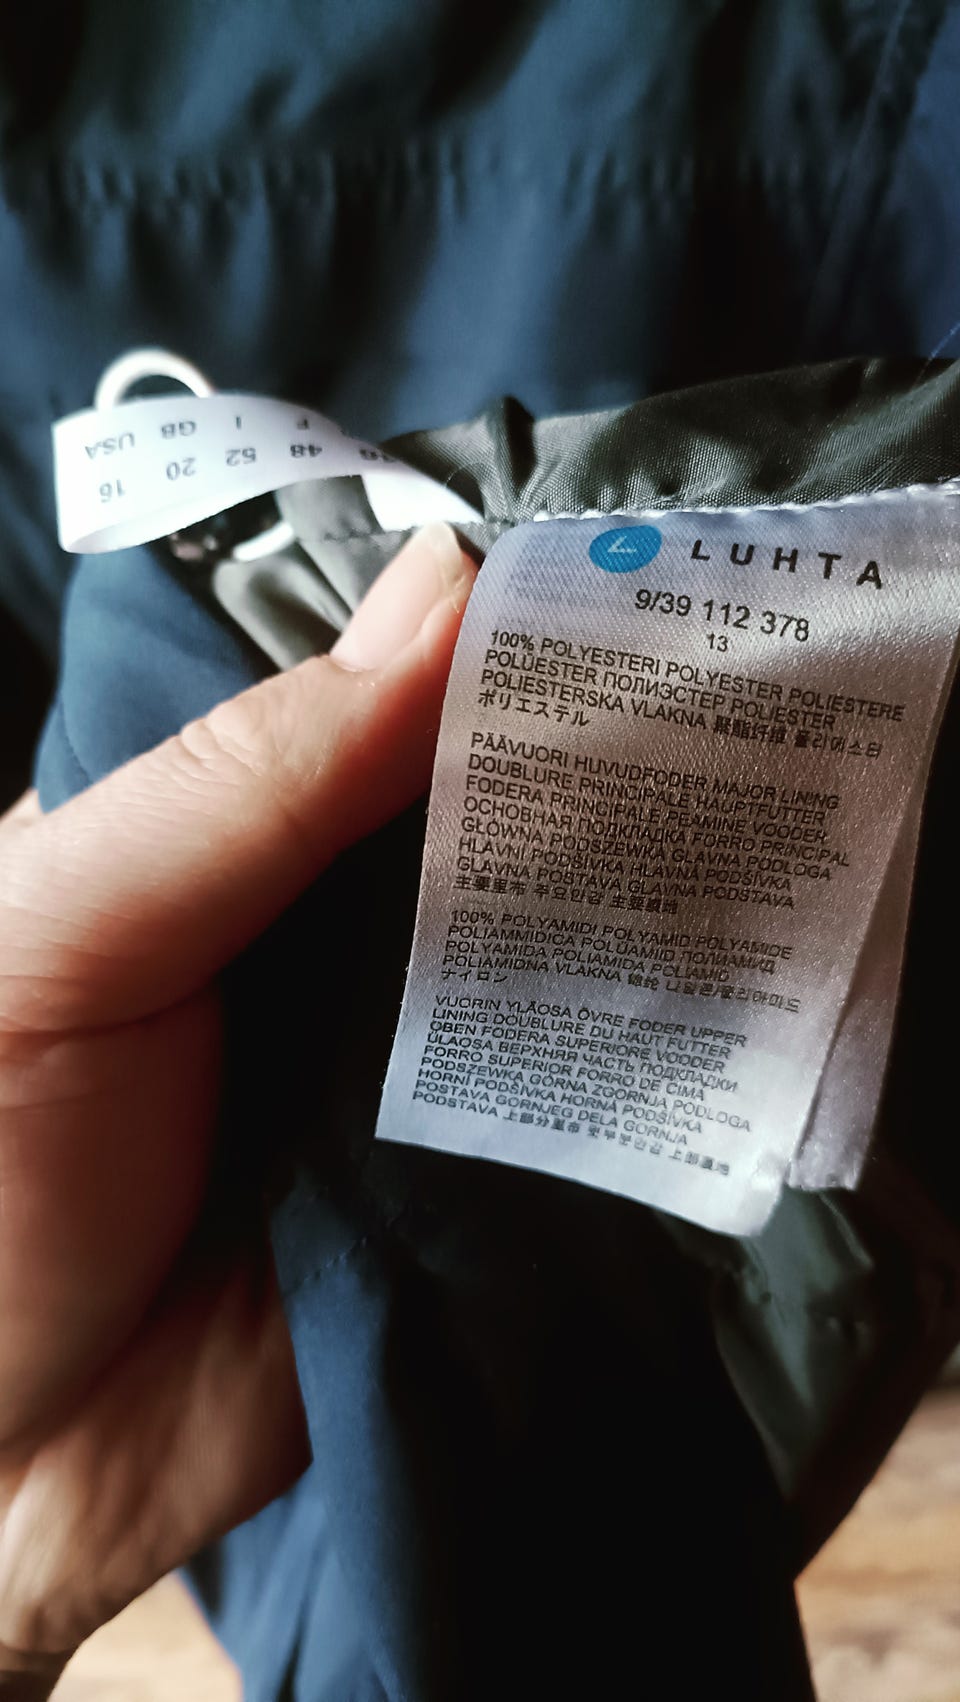 USA GB I F
16 20 52 48
LUHTA
9/39 112 378
13
100% POLYESTERI POLYESTER POLIESTERE
POLÜESTER ПОЛИЭСТЕР POLIESTER
POLIESTERSKA VLAKNA 聚酯纤维 폴리에스터
ポリエステル
PÄÄVUORI HUVUDFODER MAJOR LINING
DOUBLURE PRINCIPALE HAUPTFUTTER
FODERA PRINCIPALE PEAMINE VOODER
ОСНОВНАЯ ПОДКЛАДКА FORRO PRINCIPAL
GŁÓWNA PODSZEWKA GLAVNA PODLOGA
HLAVNÍ PODŠÍVKA HLAVNÁ PODŠÍVKA
GLAVNA POSTAVA GLAVNA PODSTAVA
主要里布 주요안감 主要裏地
100% POLYAMIDI POLYAMID POLYAMIDE
POLIAMMIDICA POLÜAMIID ПОЛИАМИД
POLYAMIDA POLIAMIDA POLIAMID
POLIAMIDNA VLAKNA 锦纶 나일론/폴리아미드
ナイロン
VUORIN YLÄOSA ÖVRE FODER UPPER
LINING DOUBLURE DU HAUT FUTTER
OBEN FODERA SUPERIORE VOODER
ÜLAOSA ВЕРХНЯЯ ЧАСТЬ ПОДКЛАДКИ
FORRO SUPERIOR FORRO DE CIMA
PODSZEWKA GÓRNA ZGORNJA PODLOGA
HORNÍ PODŠÍVKA HORNÁ PODŠÍVKA
POSTAVA GORNJEG DELA GORNJA
PODSTAVA 上部分里布 윗부분안감 上部裏地